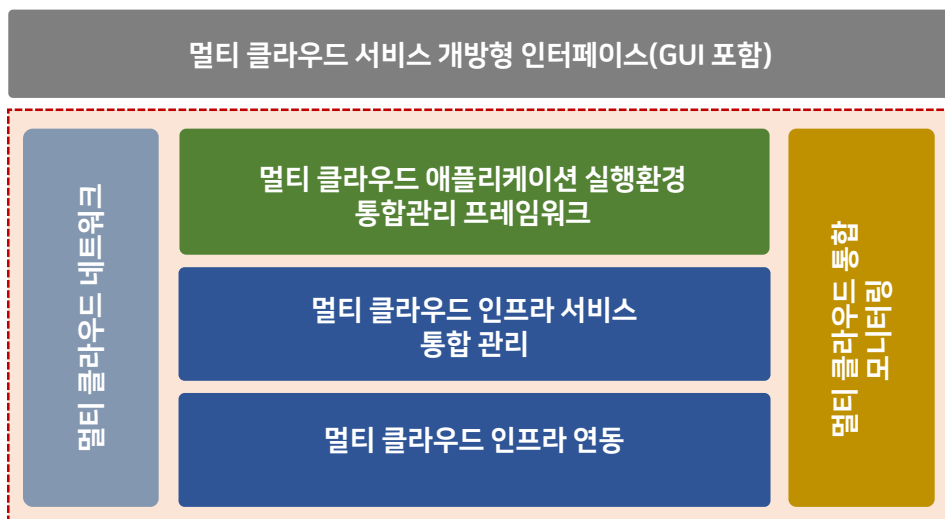 멀티 클라우드 서비스 개방형 인터페이스(GUI 포함)
멀티 클라우드 네트워크
멀티 클라우드 애플리케이션 실행환경
통합관리 프레임워크
멀티 클라우드 인프라 서비스
통합 관리
멀티 클라우드 인프라 연동
멀티 클라우드 통합
모니터링